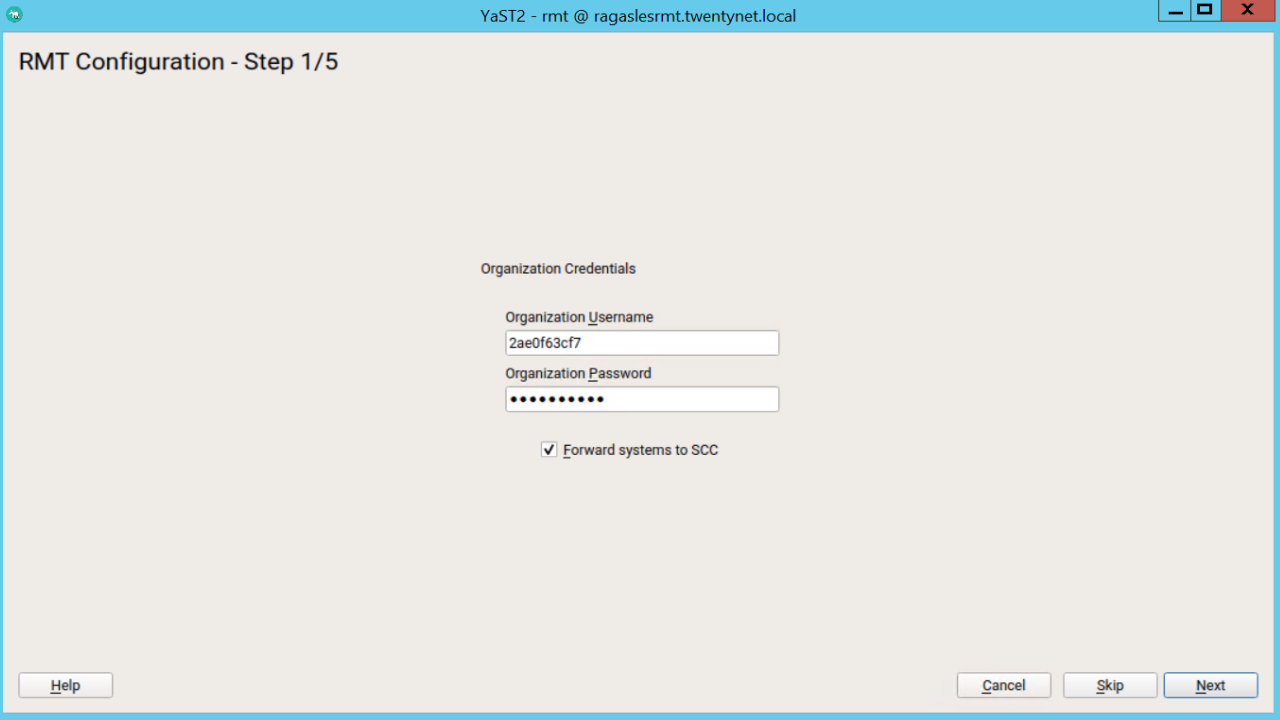 YaST2 - rmt @ ragaslesrmt.twentynet.local
RMT Configuration - Step 1/5
Organization Credentials
Organization Username
2ae0f63cf7
Organization Password
●●●●●●●●●●
Forward systems to SCC
Help
Cancel
Skip
Next